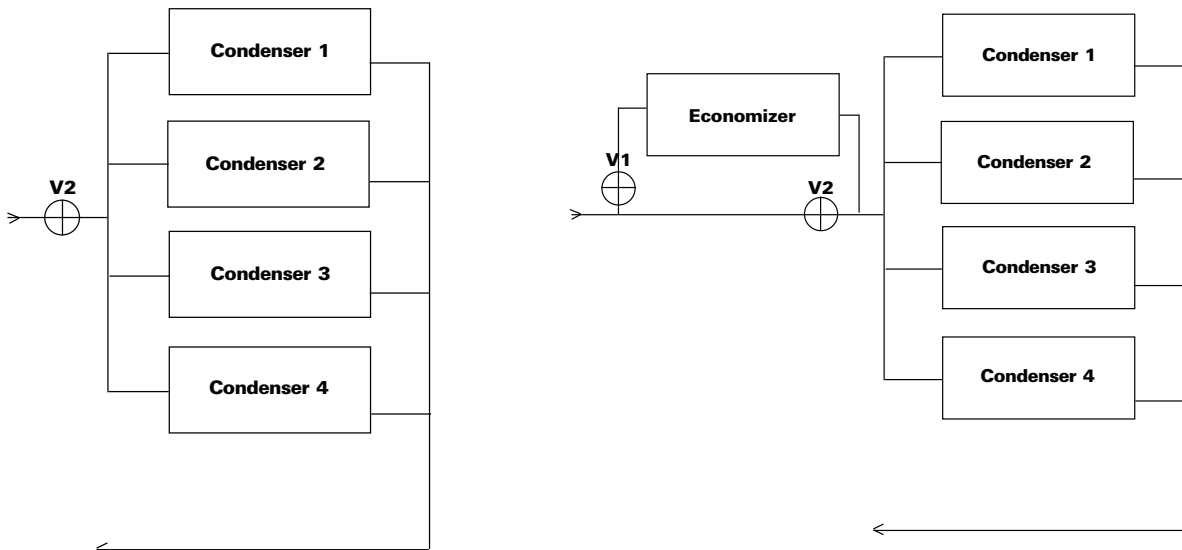 Condenser 1
Condenser 2
V2
Condenser 3
Condenser 4
Condenser 1
Economizer
V1
Condenser 2
V2
Condenser 3
Condenser 4